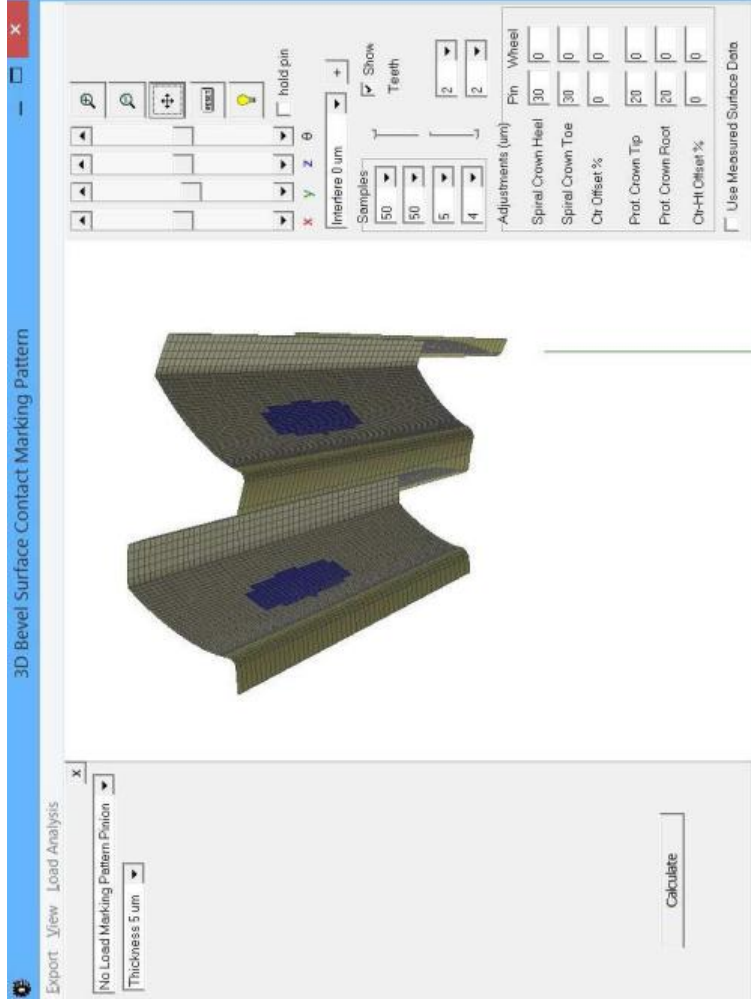 3D Bevel Surface Contact Marking Pattern
Export View Load Analysis
x
No Load Marking Pattern Pinion
Thickness 5 um
Calculate
x y z θ
hold pin
Interfere 0 um
+
Samples
50
50
5
4
Show
Teeth
2
2
Adjustments (um)
Pin Wheel
Spiral Crown Heel 30 0
Spiral Crown Toe 30 0
Ctr Offset % 0 0
Prof. Crown Tip 20 0
Prof. Crown Root 20 0
Ctr-Ht Offset % 0 0
Use Measured Surface Data